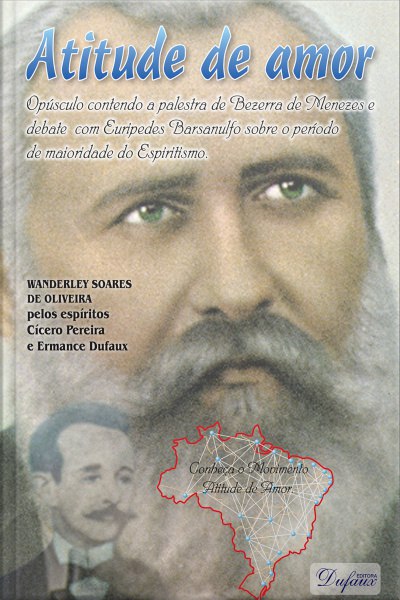 Atitude de amor
Opúsculo contendo a palestra de Bezerra de Menezes e
debate com Eurípedes Barsanulfo sobre o período
de maioridade do Espiritismo.
WANDERLEY SOARES
DE OLIVEIRA
pelos espíritos
Cícero Pereira
e Ermance Dufaux
Conheça o Movimento
Atitude de Amor...
EDITORA
Dufaux